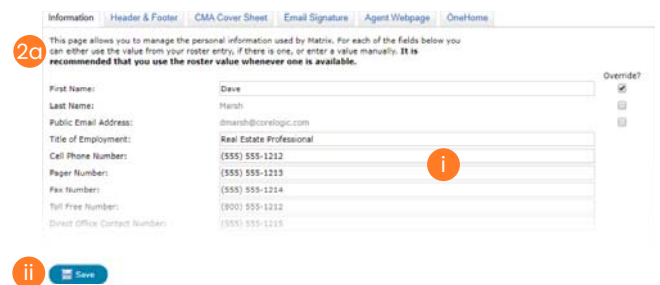 Information Header & Footer CMA Cover Sheet Email Signature Agent Webpage OneHome
2a
This page allows you to manage the personal information used by Matrix. For each of the fields below you
can either use the value from your roster entry, if there is one, or enter a value manually. It is
recommended that you use the roster value whenever one is available.
Override?
First Name: Dave
Last Name: Marsh
Public Email Address: dmarsh@corelogic.com
Title of Employment: Real Estate Professional
Cell Phone Number: (555) 555-1212
i
Pager Number: (555) 555-1213
Fax Number: (555) 555-1214
Toll Free Number: (800) 555-1212
Direct Office Contact Number: (555) 555-1215
ii Save